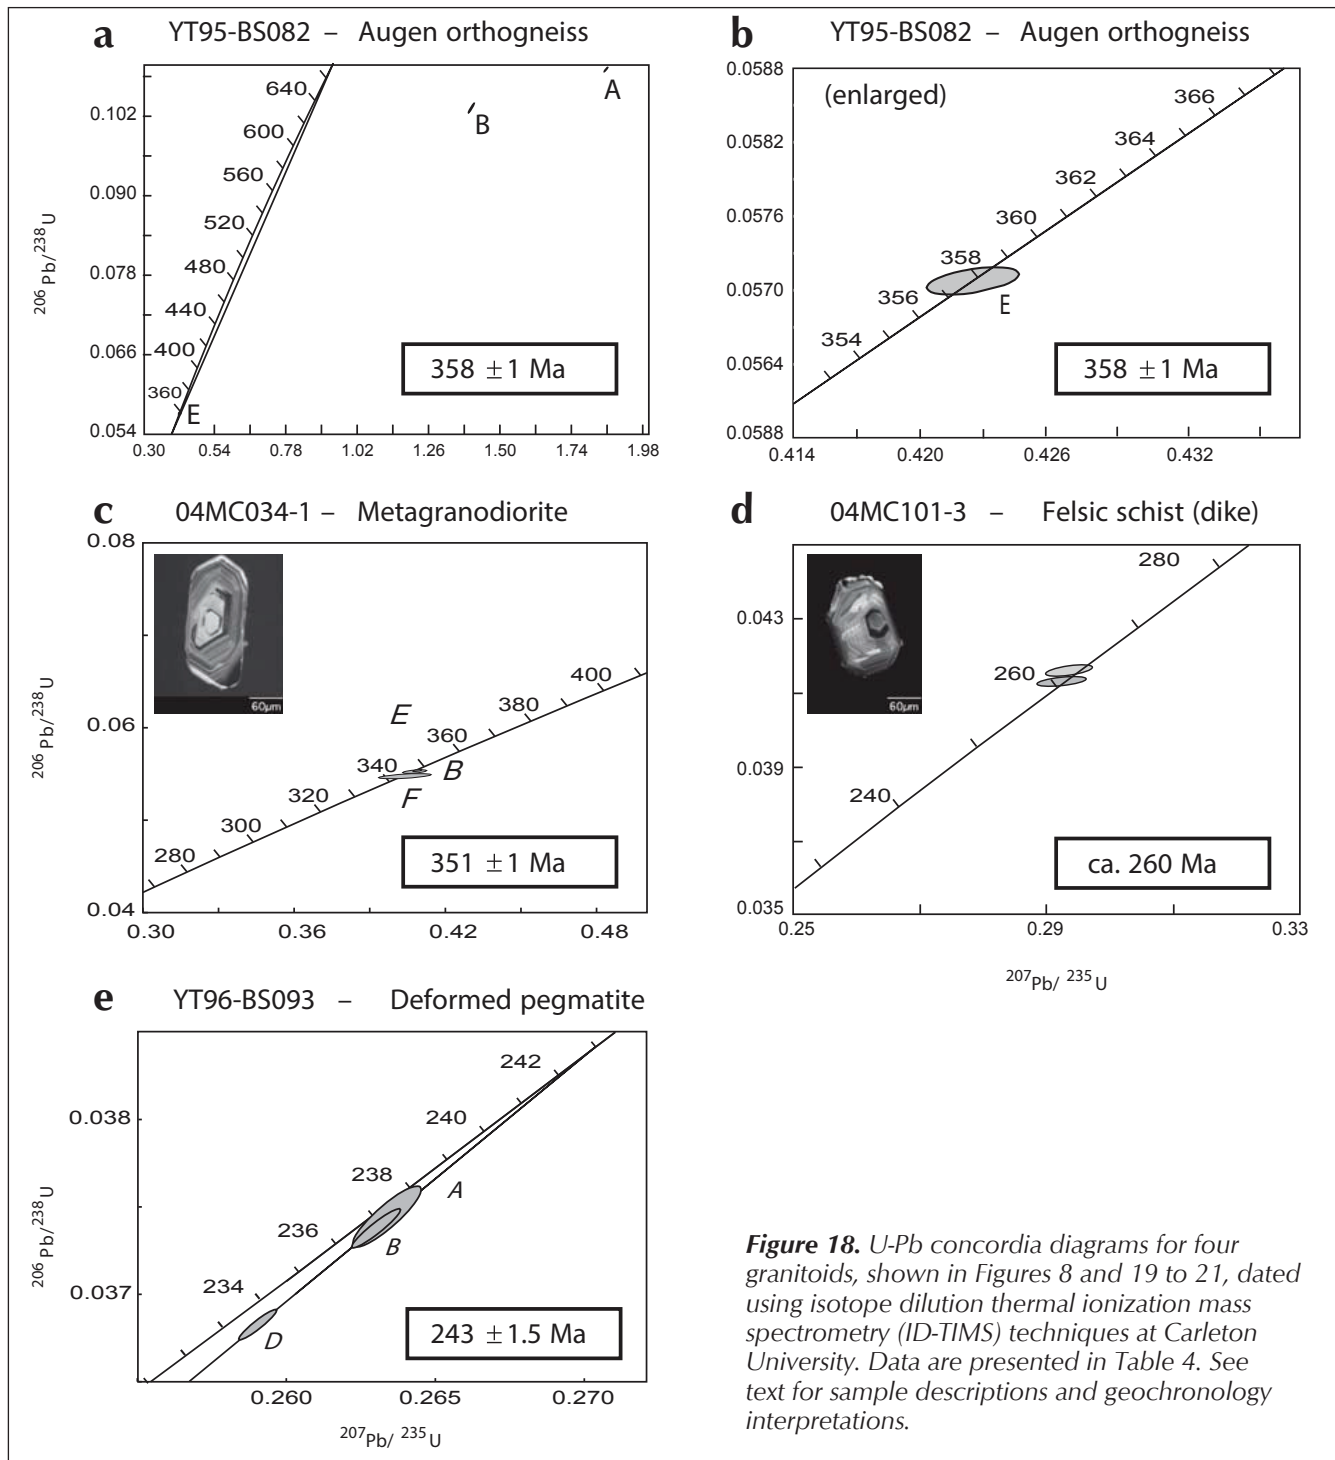 a YT95-BS082 – Augen orthogneiss
206Pb/238U
0.102
0.090
0.078
0.066
0.054
640
600
560
520
480
440
400
360
A
B
E
358 ±1 Ma
0.30 0.54 0.78 1.02 1.26 1.50 1.74 1.98
b YT95-BS082 – Augen orthogneiss
(enlarged)
0.0588
0.0582
0.0576
0.0570
0.0564
0.0588
366
364
362
360
358
356
354
E
358 ±1 Ma
0.414 0.420 0.426 0.432
c 04MC034-1 – Metagranodiorite
206Pb/238U
0.08
0.06
0.04
60μm
400
380
360
340
320
300
280
E
B
F
351 ±1 Ma
0.30 0.36 0.42 0.48
d 04MC101-3 – Felsic schist (dike)
0.043
0.039
0.035
60μm
280
260
240
ca. 260 Ma
0.25 0.29 0.33
207Pb/ 235U
e YT96-BS093 – Deformed pegmatite
206Pb/238U
0.038
0.037
242
240
238
236
234
A
B
D
243 ±1.5 Ma
0.260 0.265 0.270
207Pb/ 235U
Figure 18. U-Pb concordia diagrams for four
granitoids, shown in Figures 8 and 19 to 21, dated
using isotope dilution thermal ionization mass
spectrometry (ID-TIMS) techniques at Carleton
University. Data are presented in Table 4. See
text for sample descriptions and geochronology
interpretations.